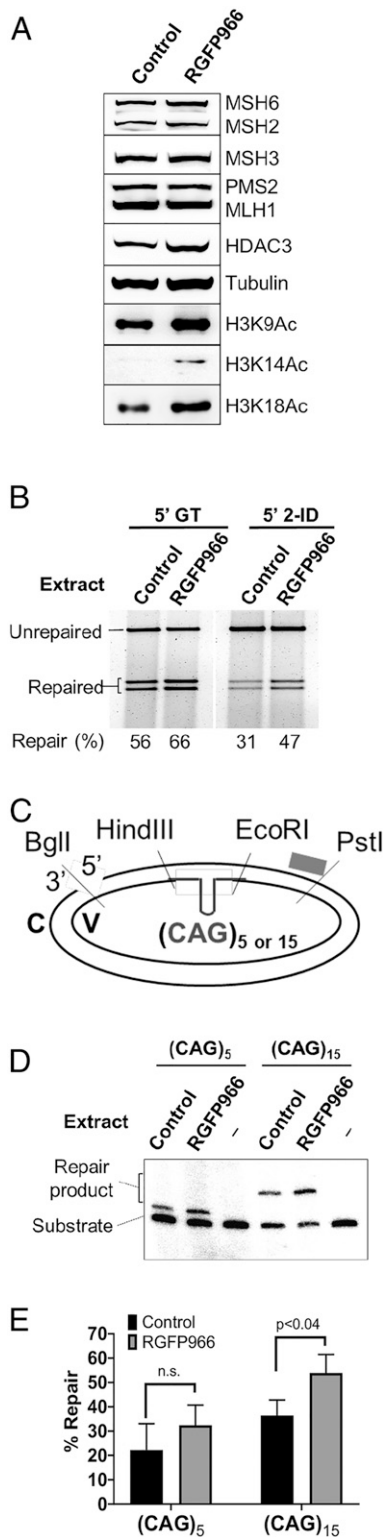 A
Control RGFP966
MSH6
MSH2
MSH3
PMS2
MLH1
HDAC3
Tubulin
H3K9Ac
H3K14Ac
H3K18Ac
B
5' GT 5' 2-ID
Extract Control RGFP966 Control RGFP966
Unrepaired
Repaired
Repair (%) 56 66 31 47
C
BglI HindIII EcoRI PstI
5'
3'
C V (CAG)5 or 15
D
(CAG)5 (CAG)15
Extract Control RGFP966 - Control RGFP966 -
Repair
product
Substrate
E
Control
RGFP966
% Repair
70
60
50
40
30
20
10
0
n.s.
p<0.04
(CAG)5 (CAG)15